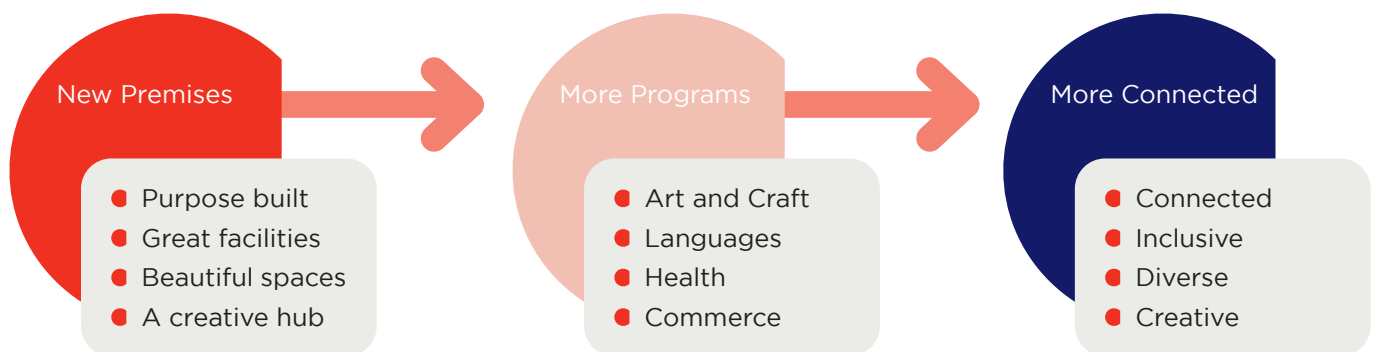 New Premises
Purpose built
Great facilities
Beautiful spaces
A creative hub
More Programs
Art and Craft
Languages
Health
Commerce
More Connected
Connected
Inclusive
Diverse
Creative